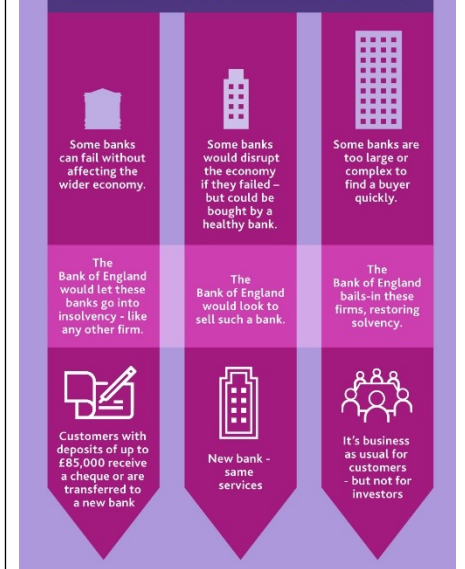 Some banks
can fail without
affecting the
wider economy.
The
Bank of England
would let these
banks go into
insolvency - like
any other firm.
Customers with
deposits of up to
£85,000 receive
a cheque or are
transferred to
a new bank
Some banks
would disrupt
the economy
if they failed –
but could be
bought by a
healthy bank.
The
Bank of England
would look to
sell such a bank.
New bank -
same
services
Some banks are
too large or
complex to
find a buyer
quickly.
The
Bank of England
bails-in these
firms, restoring
solvency.
It's business
as usual for
customers
- but not for
investors